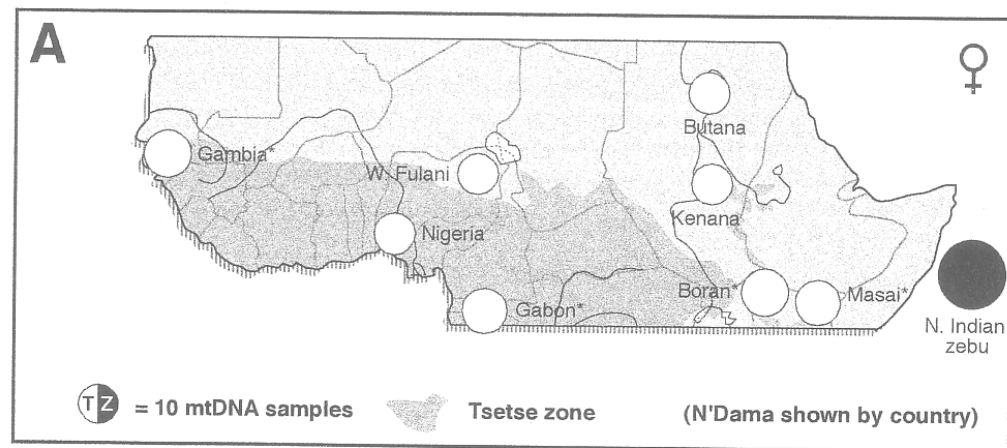 A
♀
Butana
Gambia*
W. Fulani
Kenana
Nigeria
Boran*
Masai*
Gabon*
N. Indian
zebu
T Z = 10 mtDNA samples
Tsetse zone
(N'Dama shown by country)